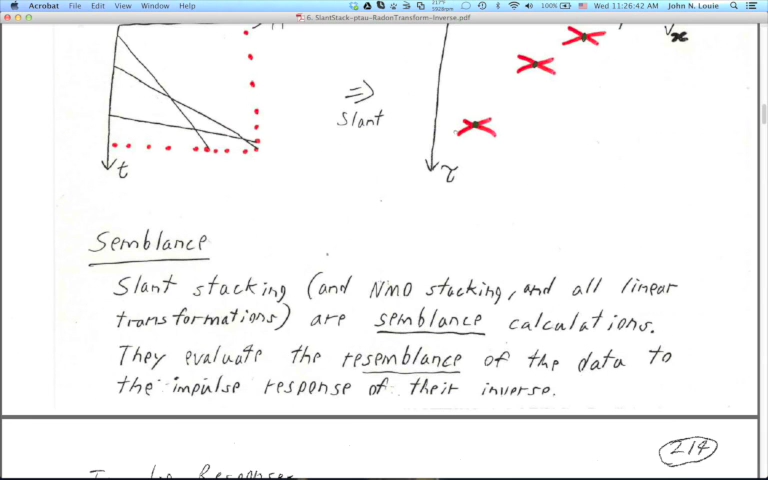 Acrobat File Edit View Window Help 100% Wed 11:26:42 AM John N. Louie
6. SlantStack-ptau-RadonTransform-Inverse.pdf
⇒
Slant
t
τ
Semblance
Slant stacking (and NMO stacking, and all linear
transformations) are semblance calculations.
They evaluate the resemblance of the data to
the impulse response of their inverse.
214